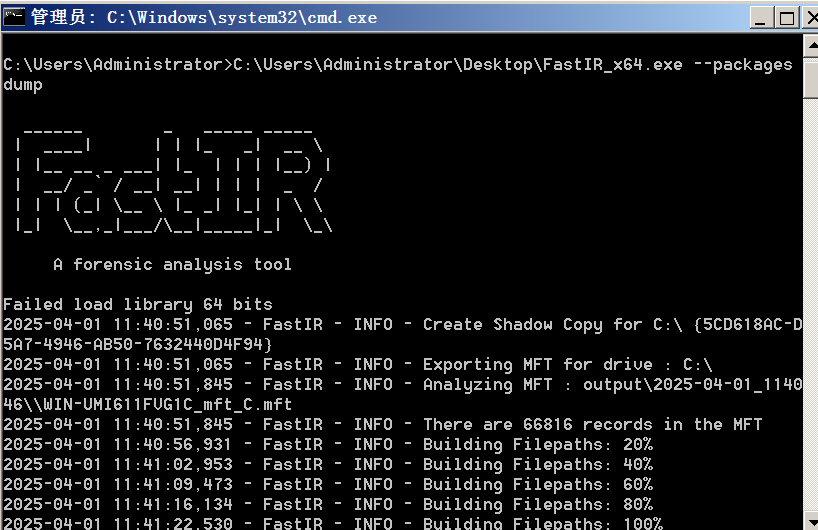 管理员: C:\Windows\system32\cmd.exe
C:\Users\Administrator>C:\Users\Administrator\Desktop\FastIR_x64.exe --packages
dump
FastIR
A forensic analysis tool
Failed load library 64 bits
2025-04-01 11:40:51,065 - FastIR - INFO - Create Shadow Copy for C:\ {5CD618AC-D
5A7-4946-AB50-7632440D4F94}
2025-04-01 11:40:51,065 - FastIR - INFO - Exporting MFT for drive : C:\
2025-04-01 11:40:51,845 - FastIR - INFO - Analyzing MFT : output\2025-04-01_1140
46\\WIN-UMI611FVG1C_mft_C.mft
2025-04-01 11:40:51,845 - FastIR - INFO - There are 66816 records in the MFT
2025-04-01 11:40:56,931 - FastIR - INFO - Building Filepaths: 20%
2025-04-01 11:41:02,953 - FastIR - INFO - Building Filepaths: 40%
2025-04-01 11:41:09,473 - FastIR - INFO - Building Filepaths: 60%
2025-04-01 11:41:16,134 - FastIR - INFO - Building Filepaths: 80%
2025-04-01 11:41:22,530 - FastIR - INFO - Building Filepaths: 100%